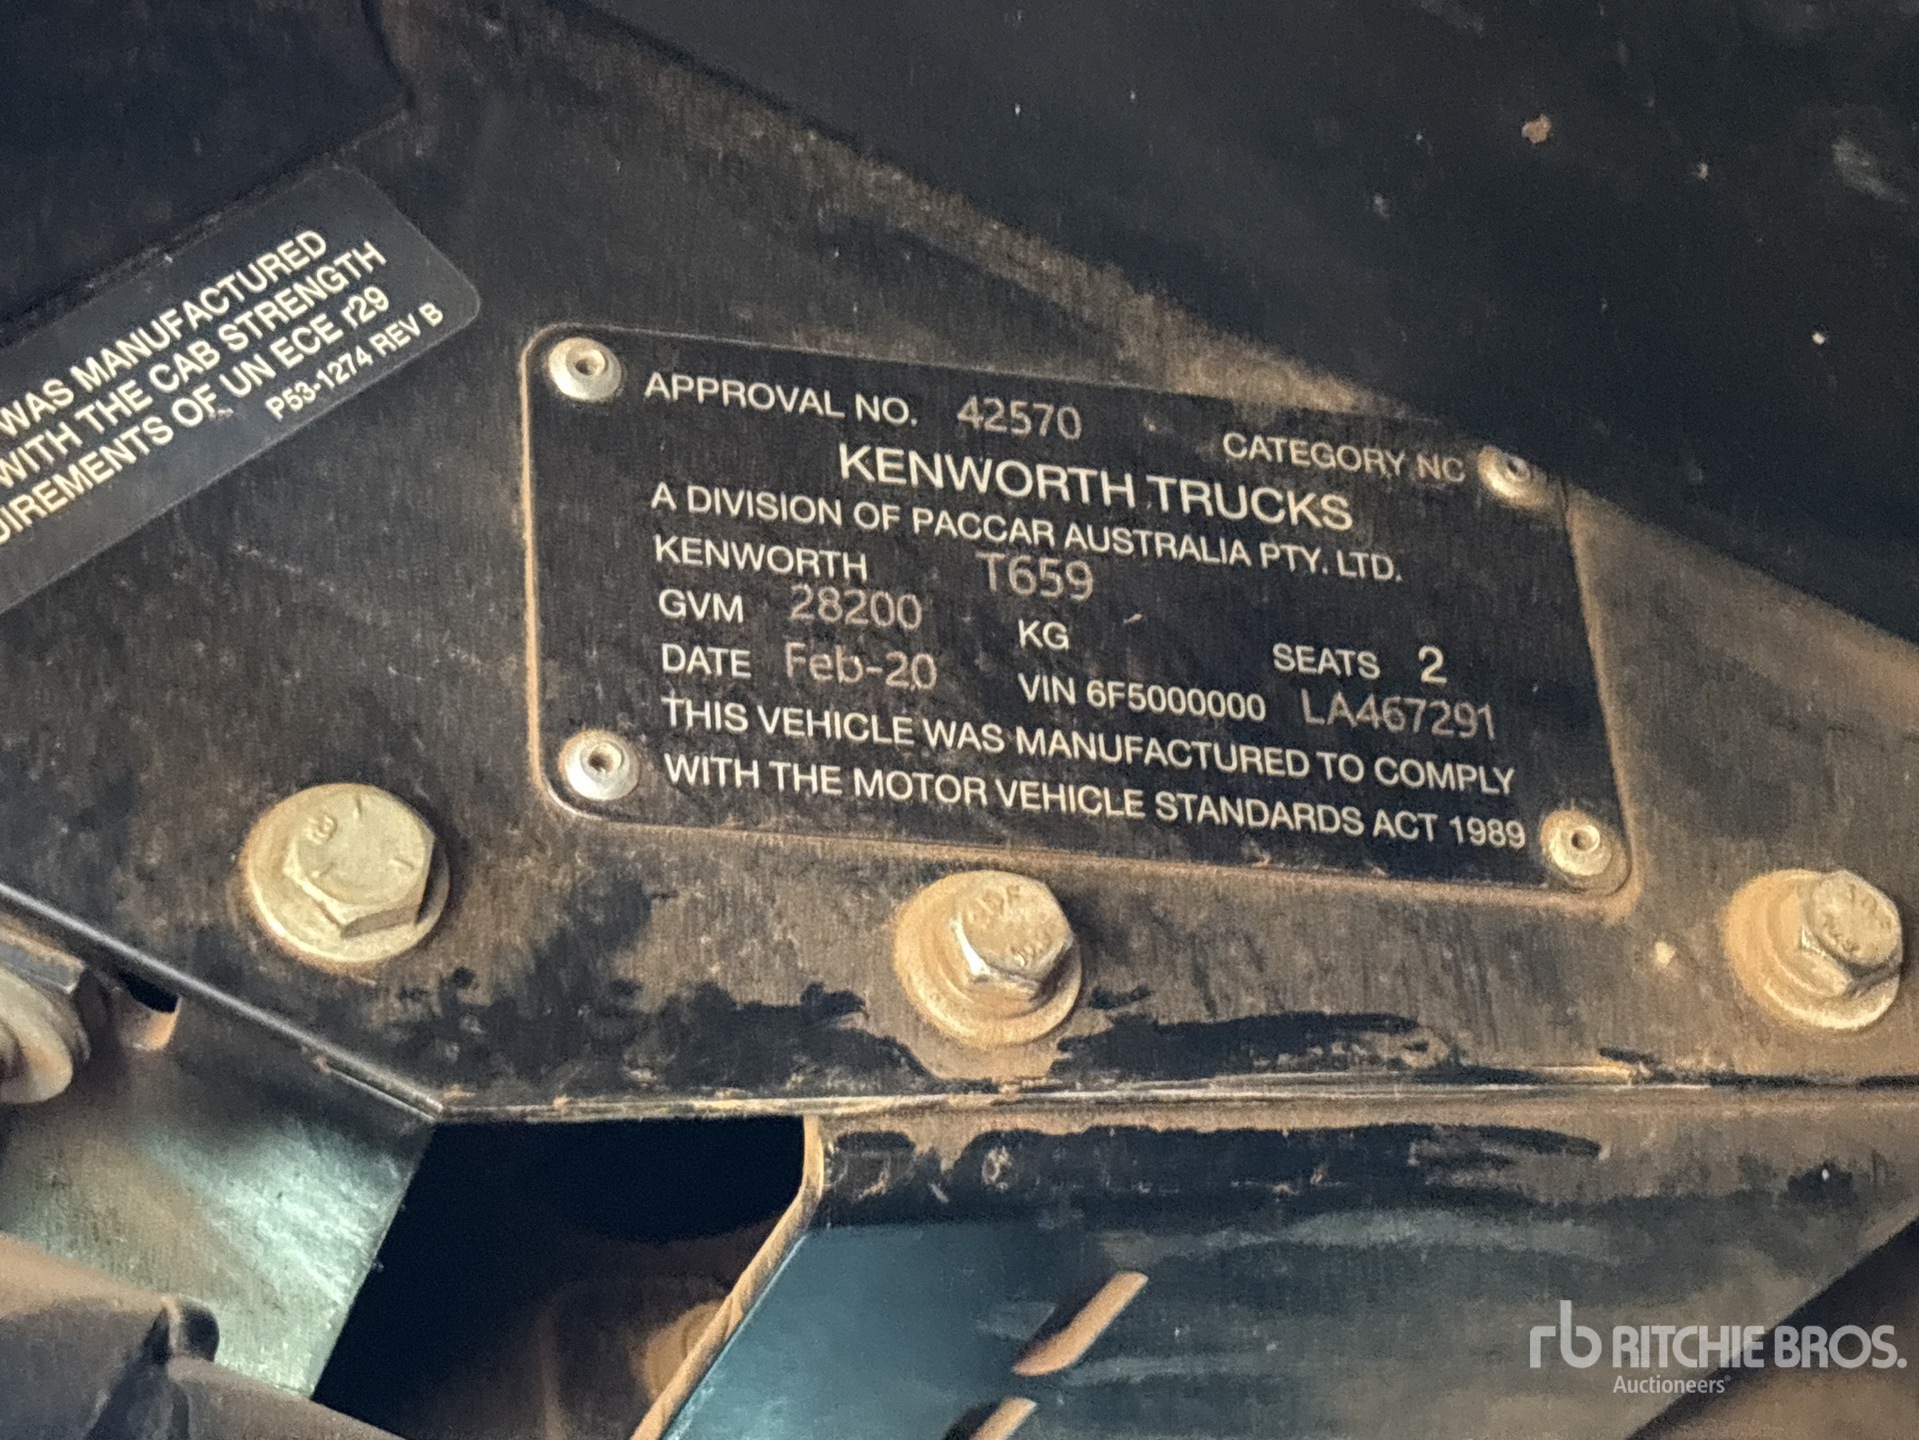 WAS MANUFACTURED
WITH THE CAB STRENGTH
UIREMENTS OF UN ECE r29
P53-1274 REV B
APPROVAL NO. 42570
CATEGORY NC
KENWORTH TRUCKS
A DIVISION OF PACCAR AUSTRALIA PTY. LTD.
KENWORTH T659
GVM 28200 KG SEATS 2
DATE Feb-20 VIN 6F5000000 LA467291
THIS VEHICLE WAS MANUFACTURED TO COMPLY
WITH THE MOTOR VEHICLE STANDARDS ACT 1989
rb RITCHIE BROS.
Auctioneers